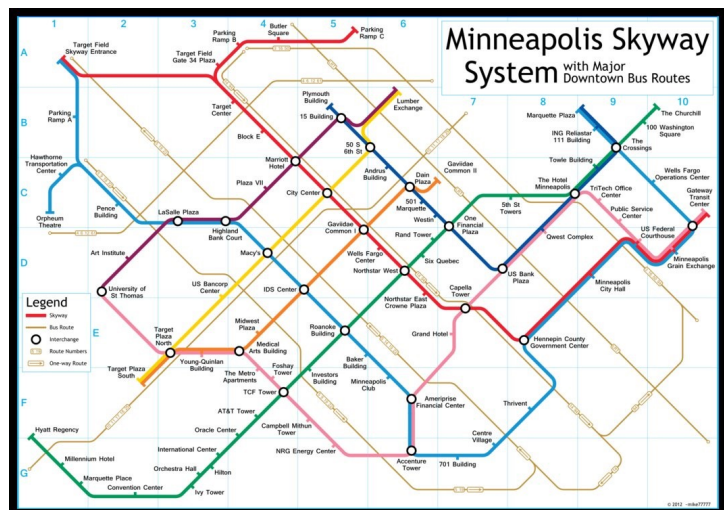 Minneapolis Skyway
System
with Major
Downtown Bus Routes
1
2
3
4
5
6
7
8
9
10
A
B
C
D
E
F
G
Target Field
Skyway Entrance
Parking
Ramp B
Butler
Square
Parking
Ramp C
Target Field
Gate 34 Plaza
Parking
Ramp A
Target
Center
Block E
Plymouth
Building
15 Building
Lumber
Exchange
50 S
6th St
Marriott
Hotel
Andrus
Building
Dain
Plaza
Gaviidae
Common II
Marquette Plaza
ING Reliastar
111 Building
Towle Building
The Churchill
100 Washington
Square
The
Crossings
Hawthorne
Transportation
Center
Orpheum
Theatre
Pence
Building
LaSalle Plaza
Highland
Bank Court
Plaza VII
City Center
501
Marquette
Westin
5th St
Towers
The Hotel
Minneapolis
TriTech Office
Center
Public Service
Center
Wells Fargo
Operations Center
Gateway
Transit
Center
Art Institute
Macy's
Gaviidae
Common I
Rand Tower
One
Financial
Plaza
Qwest Complex
US Federal
Courthouse
Minneapolis
Grain Exchange
Wells Fargo
Center
Northstar West
Six Quebec
US Bank
Plaza
Minneapolis
City Hall
University of
St Thomas
US Bancorp
Center
IDS Center
Northstar East
Crowne Plaza
Capella
Tower
Legend
Skyway
Bus Route
Interchange
Route Numbers
One-way Route
Target
Plaza
North
Target Plaza
South
Young-Quinlan
Building
Midwest
Plaza
Medical
Arts Building
Roanoke
Building
Grand Hotel
Hennepin County
Government Center
The Metro
Apartments
Foshay
Tower
Baker
Building
Investors
Building
Minneapolis
Club
TCF Tower
Ameriprise
Financial Center
Thrivent
AT&T Tower
Oracle Center
Campbell Mithun
Tower
Hyatt Regency
Millennium Hotel
Marquette Place
Convention Center
International Center
Orchestra Hall
Hilton
Ivy Tower
NRG Energy Center
Accenture
Tower
701 Building
Centre
Village
© 2012 ~mike77777